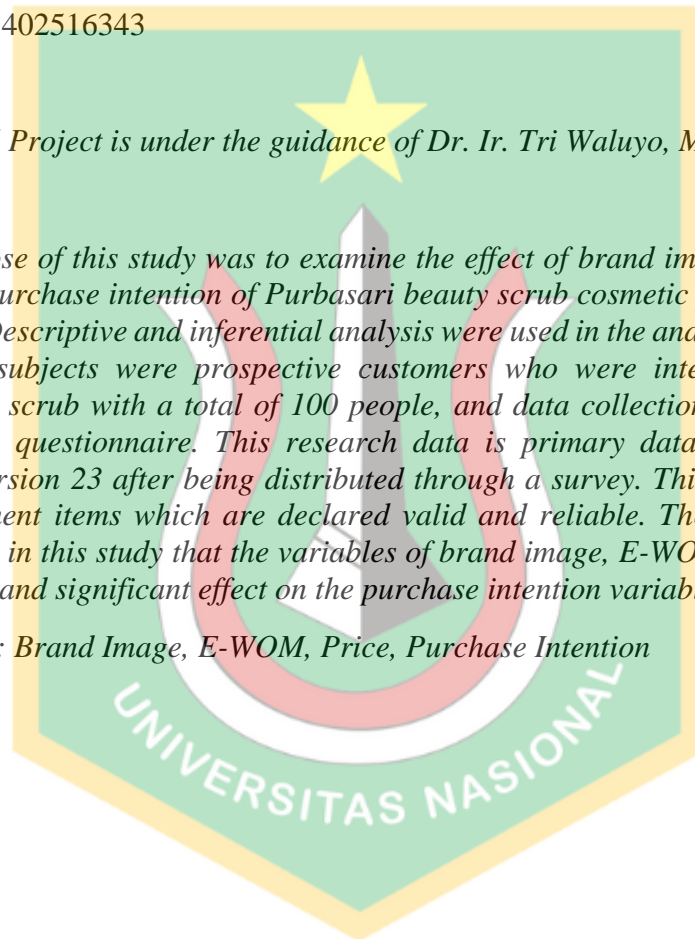 402516343
Project is under the guidance of Dr. Ir. Tri Waluyo, M
se of this study was to examine the effect of brand im
urchase intention of Purbasari beauty scrub cosmetic
Descriptive and inferential analysis were used in the ana
subjects were prospective customers who were inte
scrub with a total of 100 people, and data collection
questionnaire. This research data is primary data
ersion 23 after being distributed through a survey. Thi
nent items which are declared valid and reliable. The
in this study that the variables of brand image, E-WO
and significant effect on the purchase intention variabl
: Brand Image, E-WOM, Price, Purchase Intention
UNIVERSITAS NASIONAL